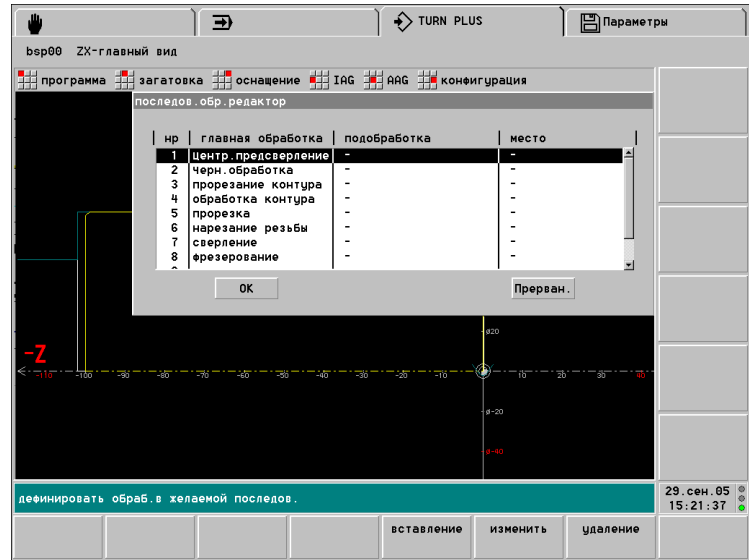 TURN PLUS Параметры
bsp00 ZX-главный вид
программа загатовка оснащение IAG AAG конфигурация
последов.обр.редактор
нр главная обработка подобработка место
1 Центр.предсверление - -
2 Черн.обработка - -
3 прорезание контура - -
4 обработка контура - -
5 прорезка - -
6 нарезание резьбы - -
7 сверление - -
8 фрезерование - -
OK Прерван.
ø20
-Z
-110 -100 -90 -80 -70 -60 -50 -40 -30 -20 -10 10 20 30 40
ø-20
ø-40
дефинировать обраб.в желаемой последов.
29.сен.05
15:21:37
вставление изменить удаление